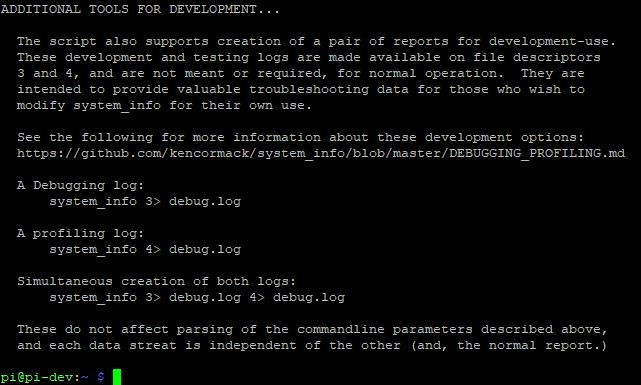 ADDITIONAL TOOLS FOR DEVELOPMENT...
The script also supports creation of a pair of reports for development-use.
These development and testing logs are made available on file descriptors
3 and 4, and are not meant or required, for normal operation.  They are
intended to provide valuable troubleshooting data for those who wish to
modify system_info for their own use.
See the following for more information about these development options:
https://github.com/kencormack/system_info/blob/master/DEBUGGING_PROFILING.md
A Debugging log:
system_info 3> debug.log
A profiling log:
system_info 4> debug.log
Simultaneous creation of both logs:
system_info 3> debug.log 4> debug.log
These do not affect parsing of the commandline parameters described above,
and each data streat is independent of the other (and, the normal report.)
pi@pi-dev:~ $